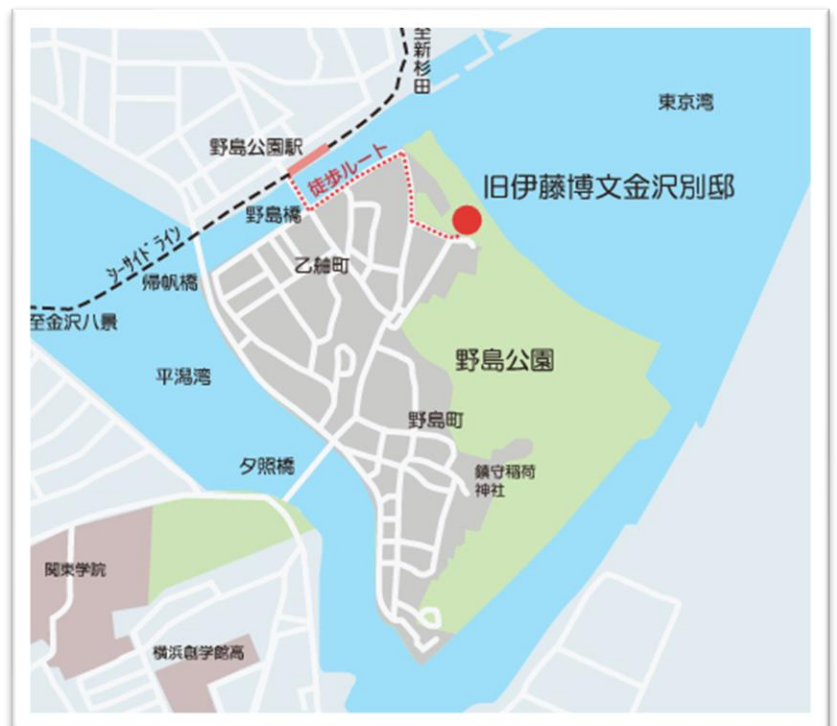 至新杉田
東京湾
野島公園駅
徒歩ルート
旧伊藤博文金沢別邸
野島橋
シーサイドライン
乙舳町
帰帆橋
至金沢八景
野島公園
平潟湾
野島町
夕照橋
鎮守稲荷
神社
関東学院
横浜創学館高